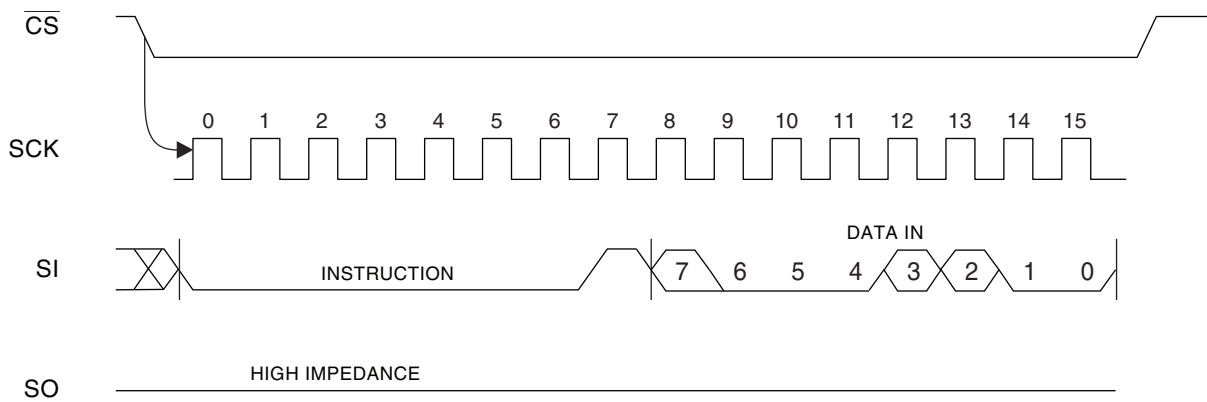 CS
0 1 2 3 4 5 6 7 8 9 10 11 12 13 14 15
SCK
DATA IN
SI
INSTRUCTION
7 6 5 4 3 2 1 0
HIGH IMPEDANCE
SO